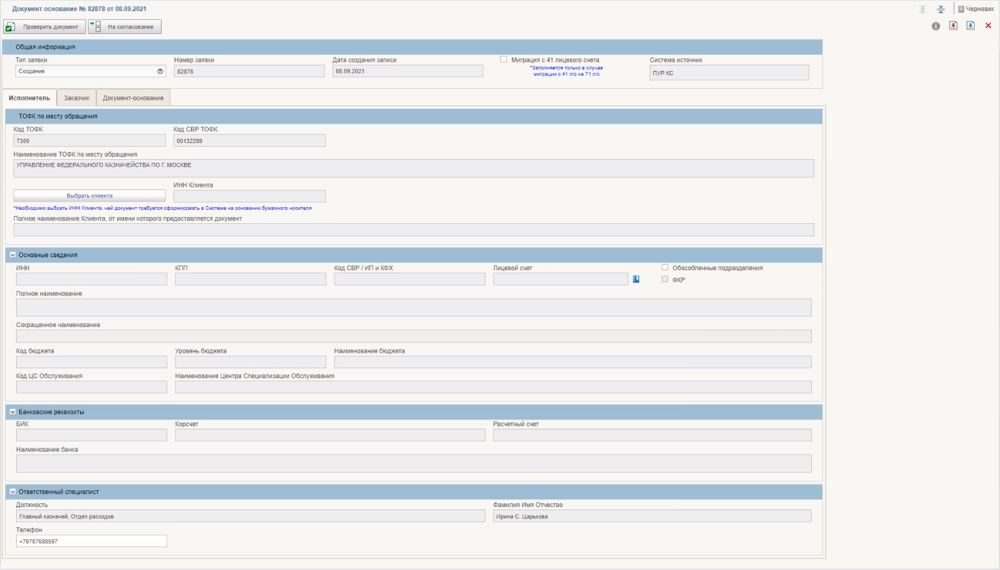 Документ основание № 82878 от 08.09.2021
Черновик
Проверить документ
На согласование
Общая информация
Тип заявки
Номер заявки
Дата создания записи
Миграция с 41 лицевого счета
Система источник
Создание
82878
08.09.2021
*Заполняется только в случае
миграции с 41 л/с на 71 л/с
ПУР КС
Исполнитель
Заказчик
Документ-основание
ТОФК по месту обращения
Код ТОФК
Код СВР ТОФК
7300
00132269
Наименование ТОФК по месту обращения
УПРАВЛЕНИЕ ФЕДЕРАЛЬНОГО КАЗНАЧЕЙСТВА ПО Г. МОСКВЕ
ИНН Клиента
Выбрать клиента
*Необходимо выбрать ИНН Клиента, чей документ требуется сформировать в Системе на основании бумажного носителя
Полное наименование Клиента, от имени которого предоставляется документ
Основные сведения
ИНН
КПП
Код СВР / ИП и КФХ
Лицевой счет
Обособленные подразделения
ФКР
Полное наименование
Сокращенное наименование
Код бюджета
Уровень бюджета
Наименование бюджета
Код ЦС Обслуживания
Наименование Центра Специализации Обслуживания
Банковские реквизиты
БИК
Корсчет
Расчетный счет
Наименование банка
Ответственный специалист
Должность
Фамилия Имя Отчество
Главный казначей, Отдел расходов
Ирина С. Царькова
Телефон
+79787688597